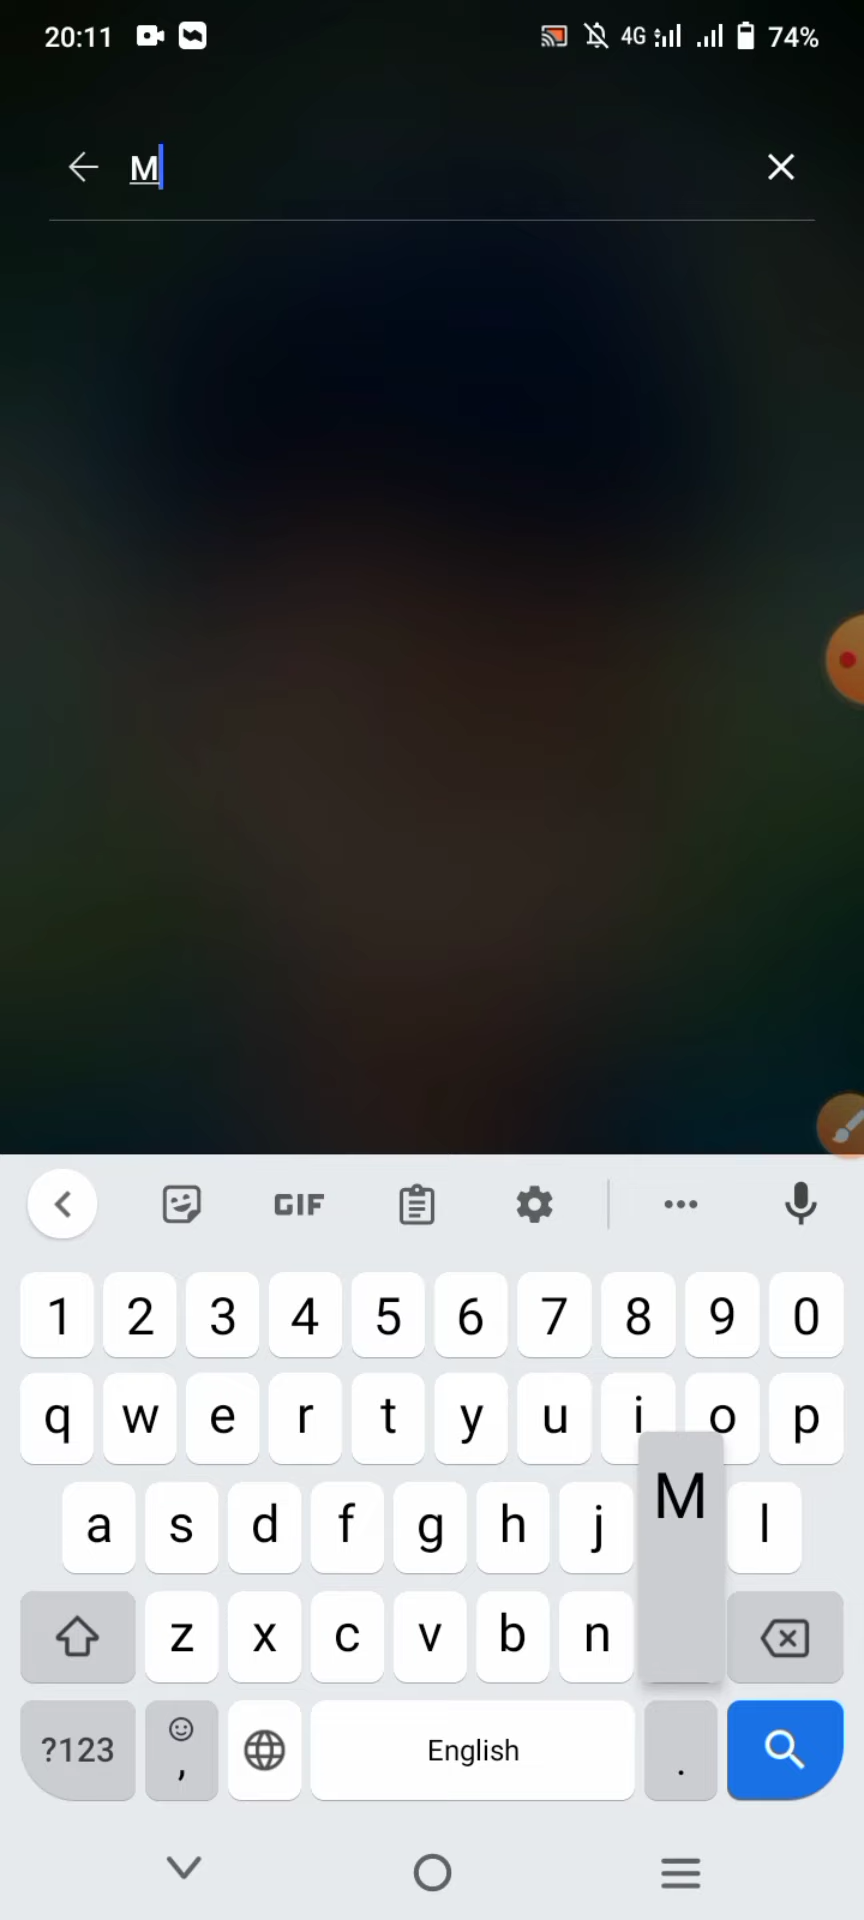 20:11 4G 74%
M
GIF
1 2 3 4 5 6 7 8 9 0
q w e r t y u i o p
a s d f g h j M l
z x c v b n
?123 , English .